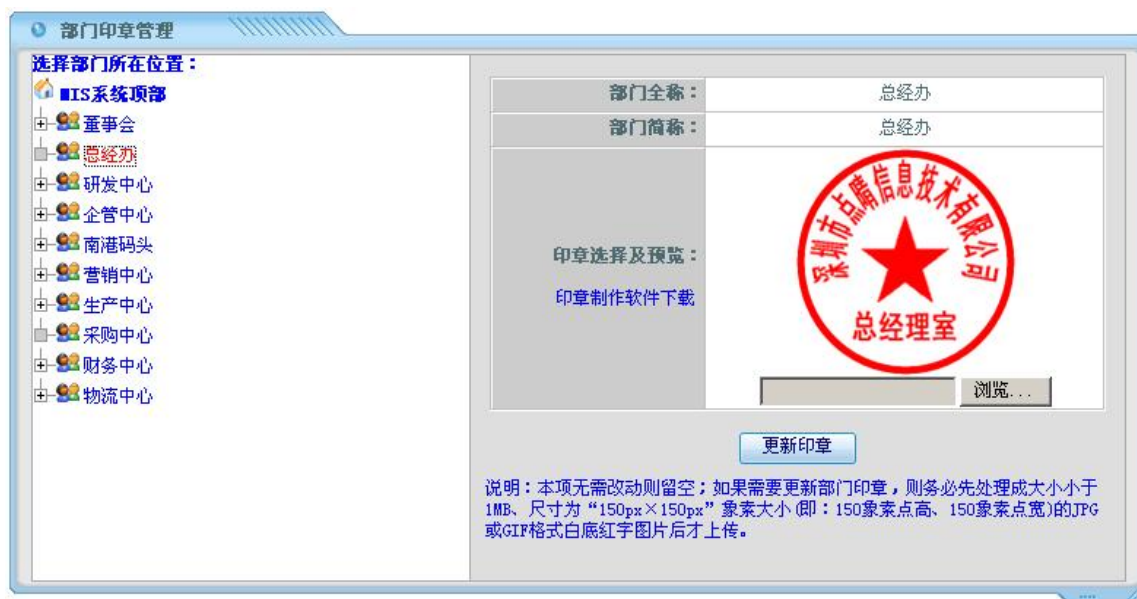 部门印章管理
选择部门所在位置：
MIS系统顶部
董事会
总经办
研发中心
企管中心
南港码头
营销中心
生产中心
采购中心
财务中心
物流中心
部门全称：
总经办
部门简称：
总经办
印章选择及预览：
印章制作软件下载
深圳市点睛信息技术有限公司
总经理室
浏览...
更新印章
说明：本项无需改动则留空；如果需要更新部门印章，则务必先处理成大小小于
1MB、尺寸为“150px×150px”象素大小(即：150象素点高、150象素点宽)的JPG
或GIF格式白底红字图片后才上传。